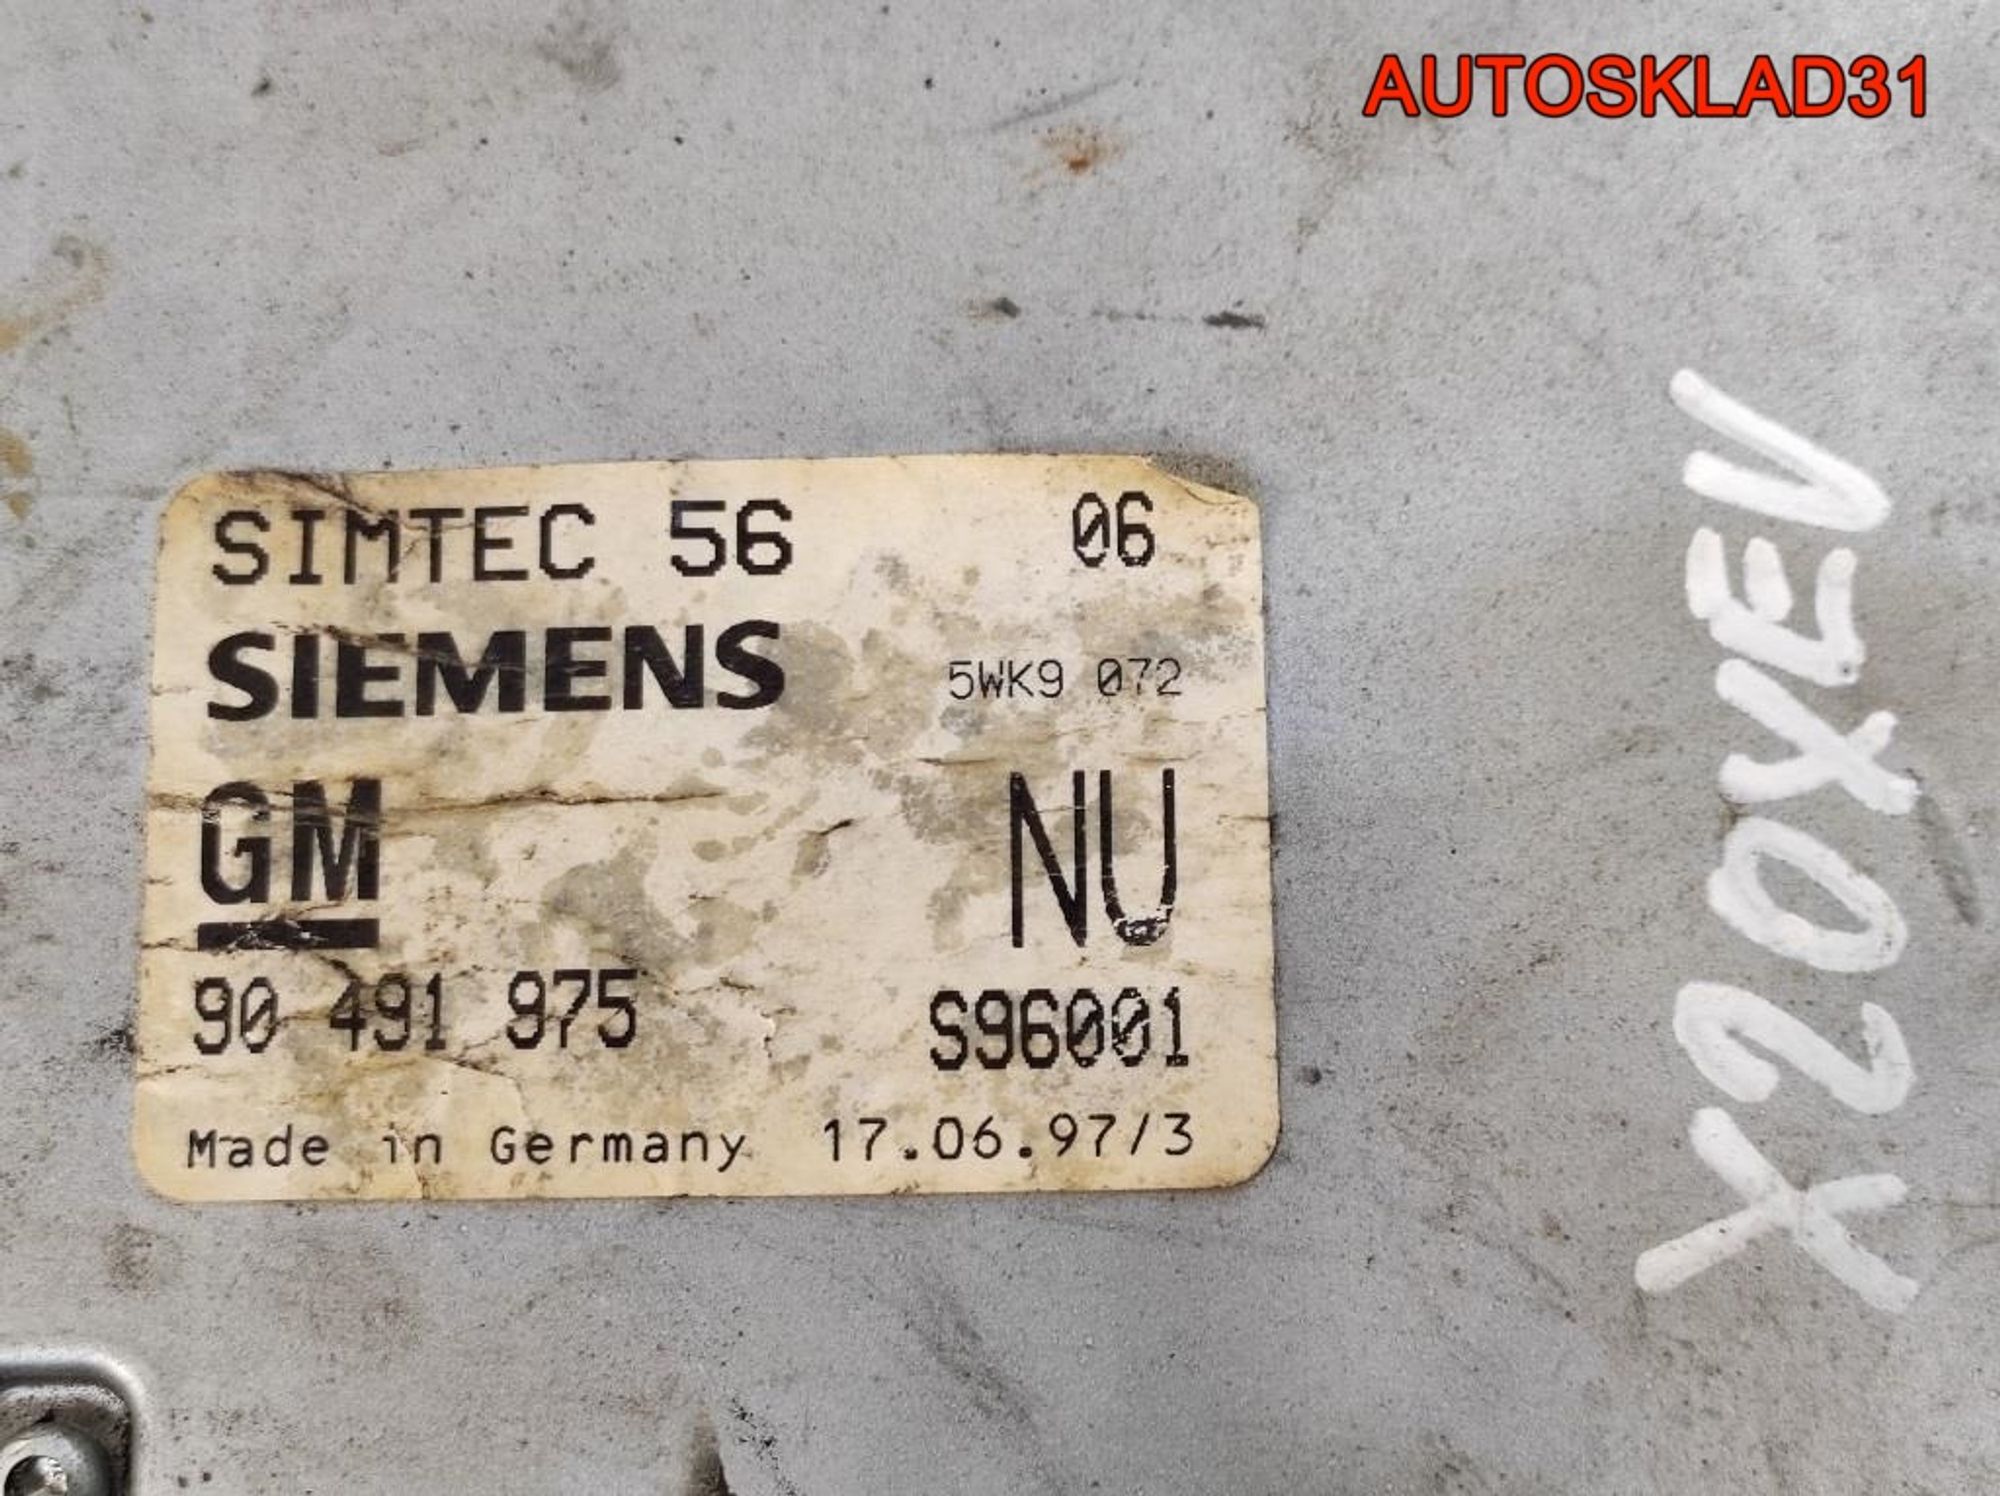 AUTOSKLAD31
SIMTEC 56 06
SIEMENS 5WK9 072
GM NU
90 491 975 S96001
Made in Germany 17.06.97/3
X20XEV